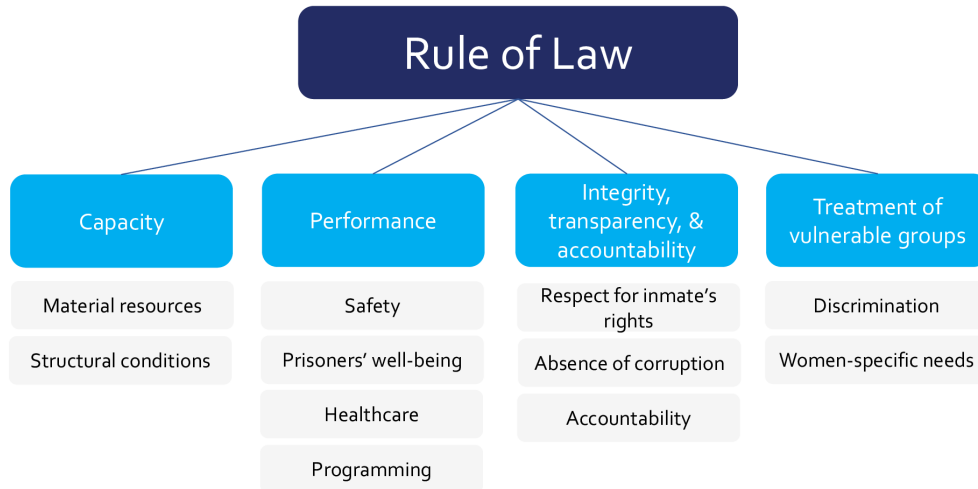 Rule of Law
Capacity
Material resources
Structural conditions
Performance
Safety
Prisoners’ well-being
Healthcare
Programming
Integrity,
transparency, &
accountability
Respect for inmate’s
rights
Absence of corruption
Accountability
Treatment of
vulnerable groups
Discrimination
Women-specific needs